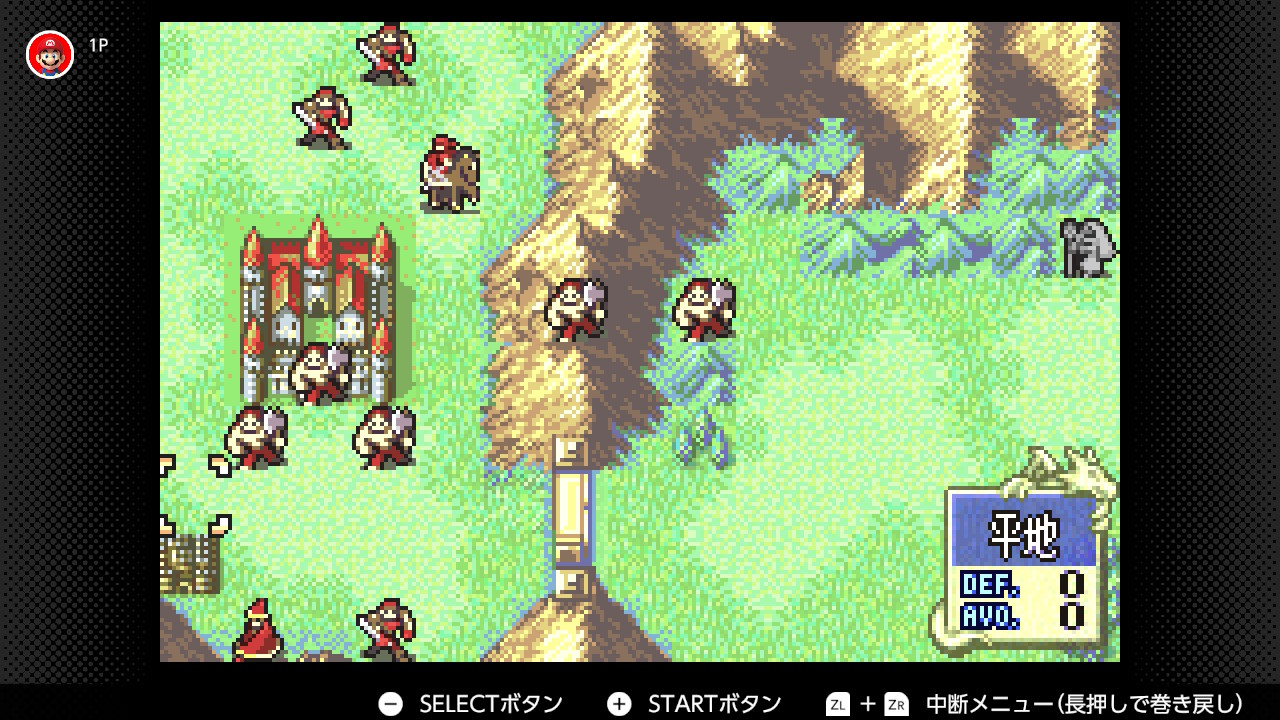 1P
平地
DEF. 0
AVO. 0
SELECTボタン
STARTボタン
ZL + ZR 中断メニュー(長押しで巻き戻し)